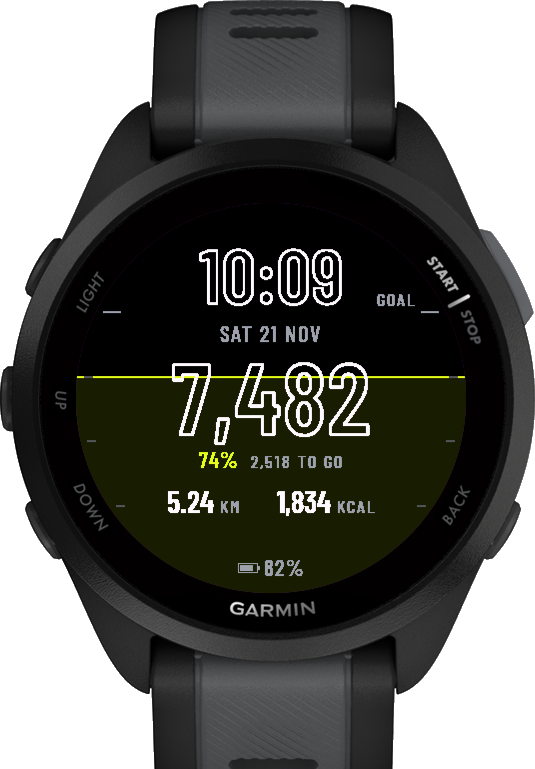 10:09
GOAL
SAT 21 NOV
7,482
74% 2,518 TO GO
5.24 KM 1,834 KCAL
82%
GARMIN
LIGHT
UP
DOWN
START
STOP
BACK